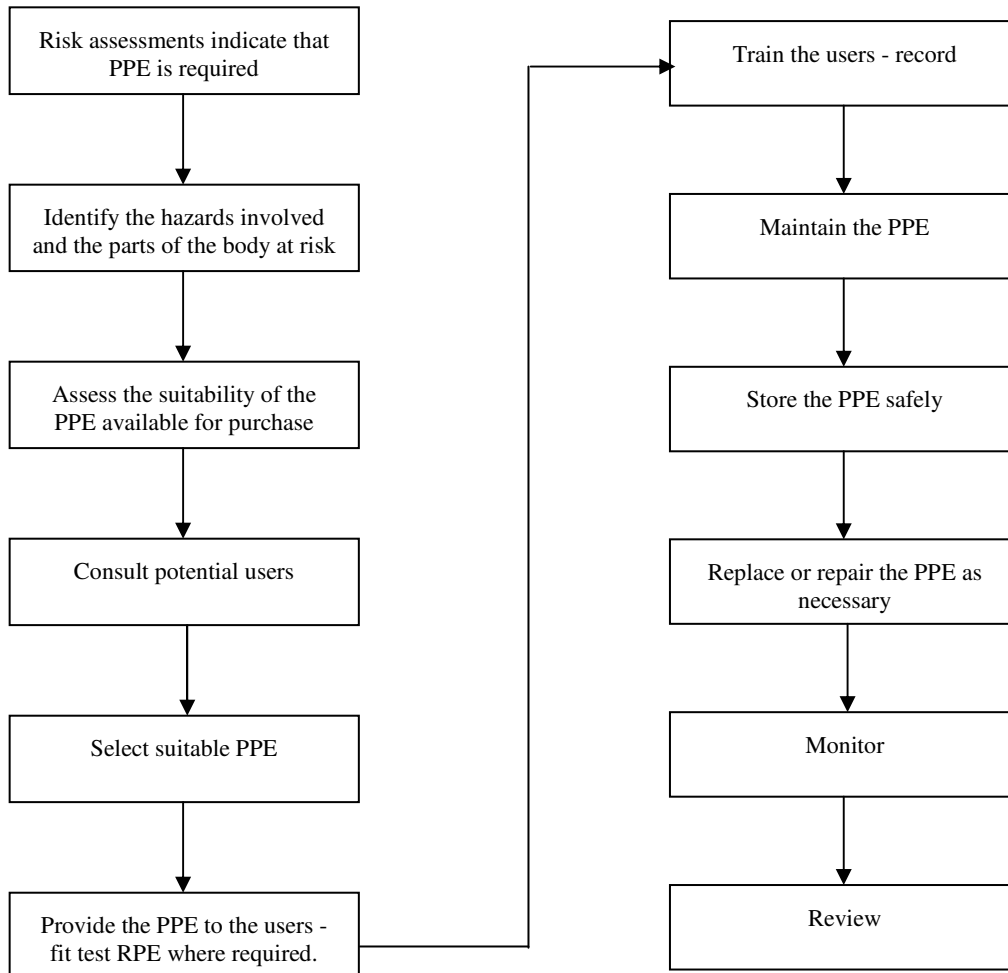 Risk assessments indicate that
PPE is required
Identify the hazards involved
and the parts of the body at risk
Assess the suitability of the
PPE available for purchase
Consult potential users
Select suitable PPE
Provide the PPE to the users -
fit test RPE where required.
Train the users - record
Maintain the PPE
Store the PPE safely
Replace or repair the PPE as
necessary
Monitor
Review